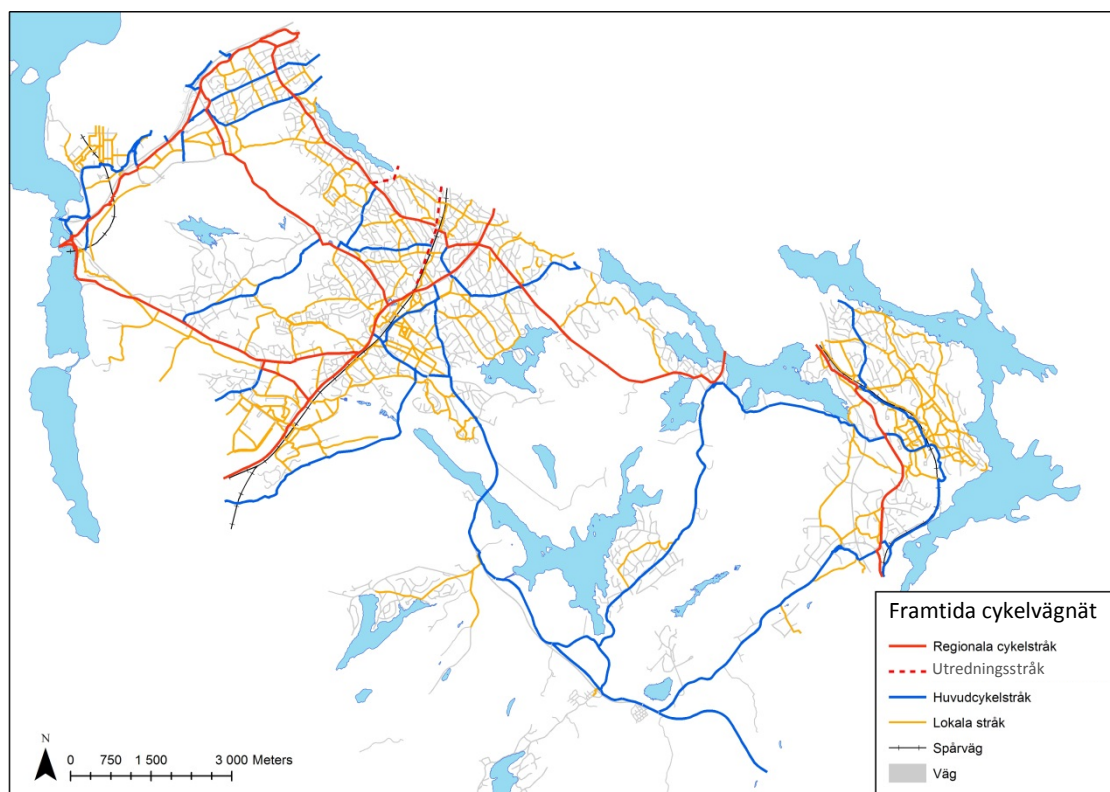 Framtida cykelvägnät
Regionala cykelstråk
Utredningsstråk
Huvudcykelstråk
Lokala stråk
Spårväg
Väg
N
0 750 1 500 3 000 Meters